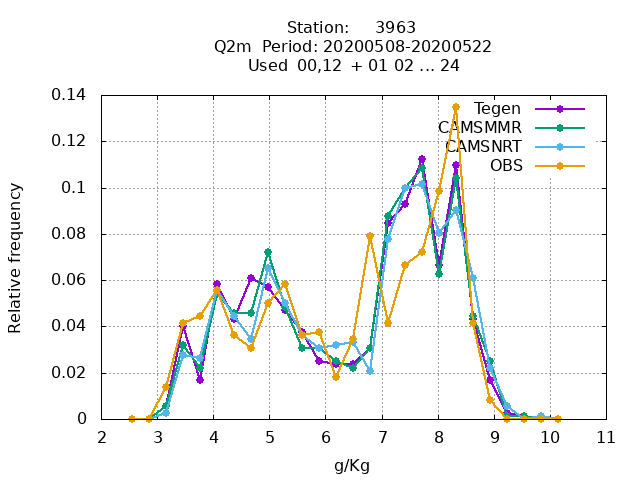 Station:     3963
Q2m  Period: 20200508-20200522
Used  00,12  + 01 02 ... 24
0.14
0.12
0.1
0.08
0.06
0.04
0.02
0
Relative frequency
Tegen
CAMSMMR
CAMSNRT
OBS
2 3 4 5 6 7 8 9 10 11
g/Kg